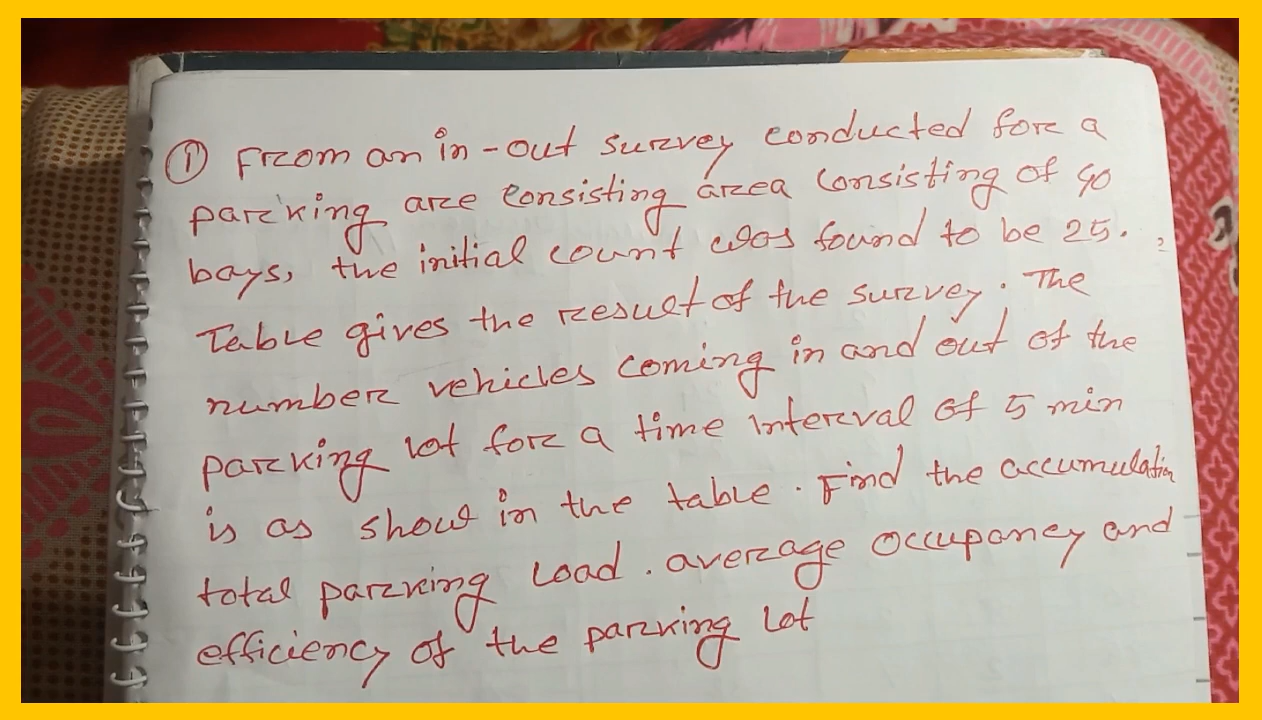 ① From an in-out survey conducted for a
parking are consisting area consisting of 40
bays, the initial count was found to be 25.
Table gives the result of the survey. The
number vehicles coming in and out of the
parking lot for a time interval of 5 min
is as show in the table. Find the accumulation
total parking load. average occupancy and
efficiency of the parking lot